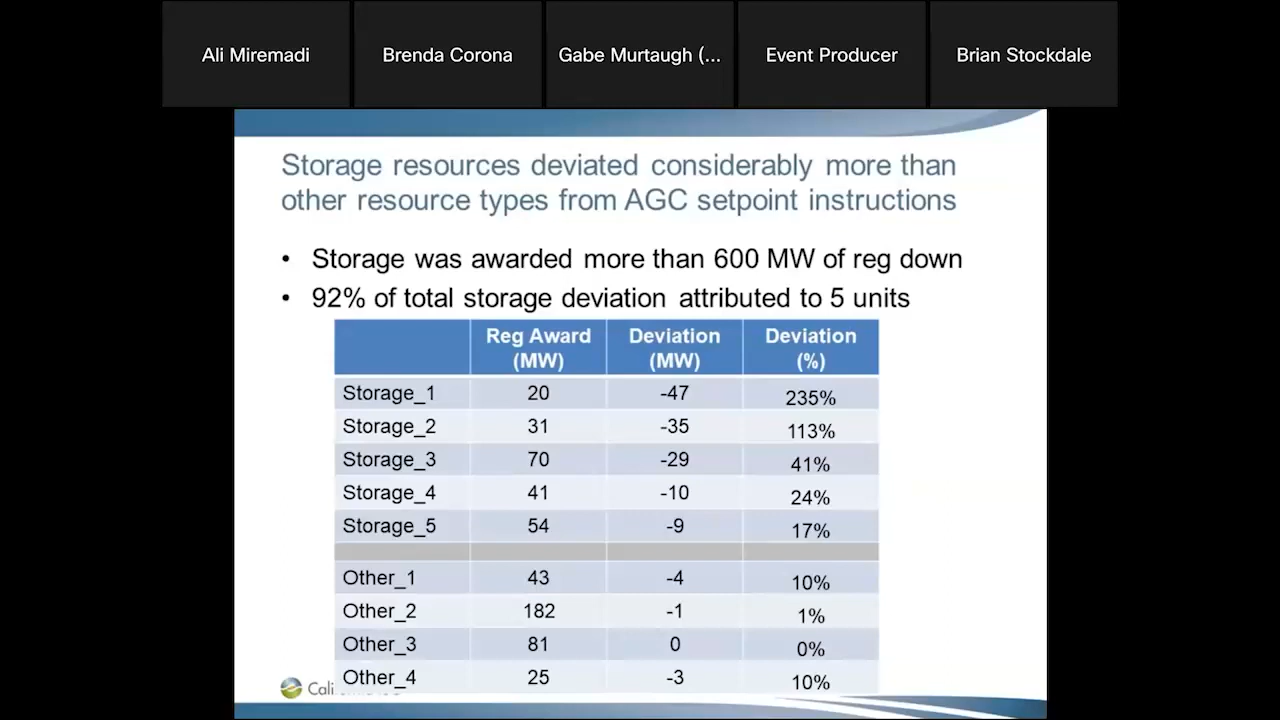 Ali Miremadi
Brenda Corona
Gabe Murtaugh (...
Event Producer
Brian Stockdale
Storage resources deviated considerably more than
other resource types from AGC setpoint instructions
• Storage was awarded more than 600 MW of reg down
• 92% of total storage deviation attributed to 5 units
Reg Award (MW) Deviation (MW) Deviation (%)
Storage_1 20 -47 235%
Storage_2 31 -35 113%
Storage_3 70 -29 41%
Storage_4 41 -10 24%
Storage_5 54 -9 17%
Other_1 43 -4 10%
Other_2 182 -1 1%
Other_3 81 0 0%
Other_4 25 -3 10%